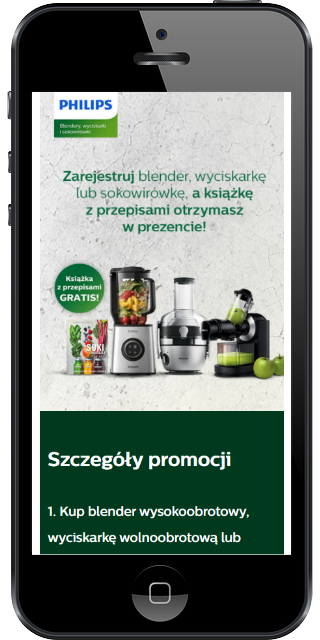 PHILIPS
Blendery, wyciskarki
i sokowirówki
Zarejestruj blender, wyciskarkę
lub sokowirówkę, a książkę
z przepisami otrzymasz
w prezencie!
Książka
z przepisami
GRATIS!
SOKI
Szczegóły promocji
1. Kup blender wysokoobrotowy,
wyciskarkę wolnoobrotową lub